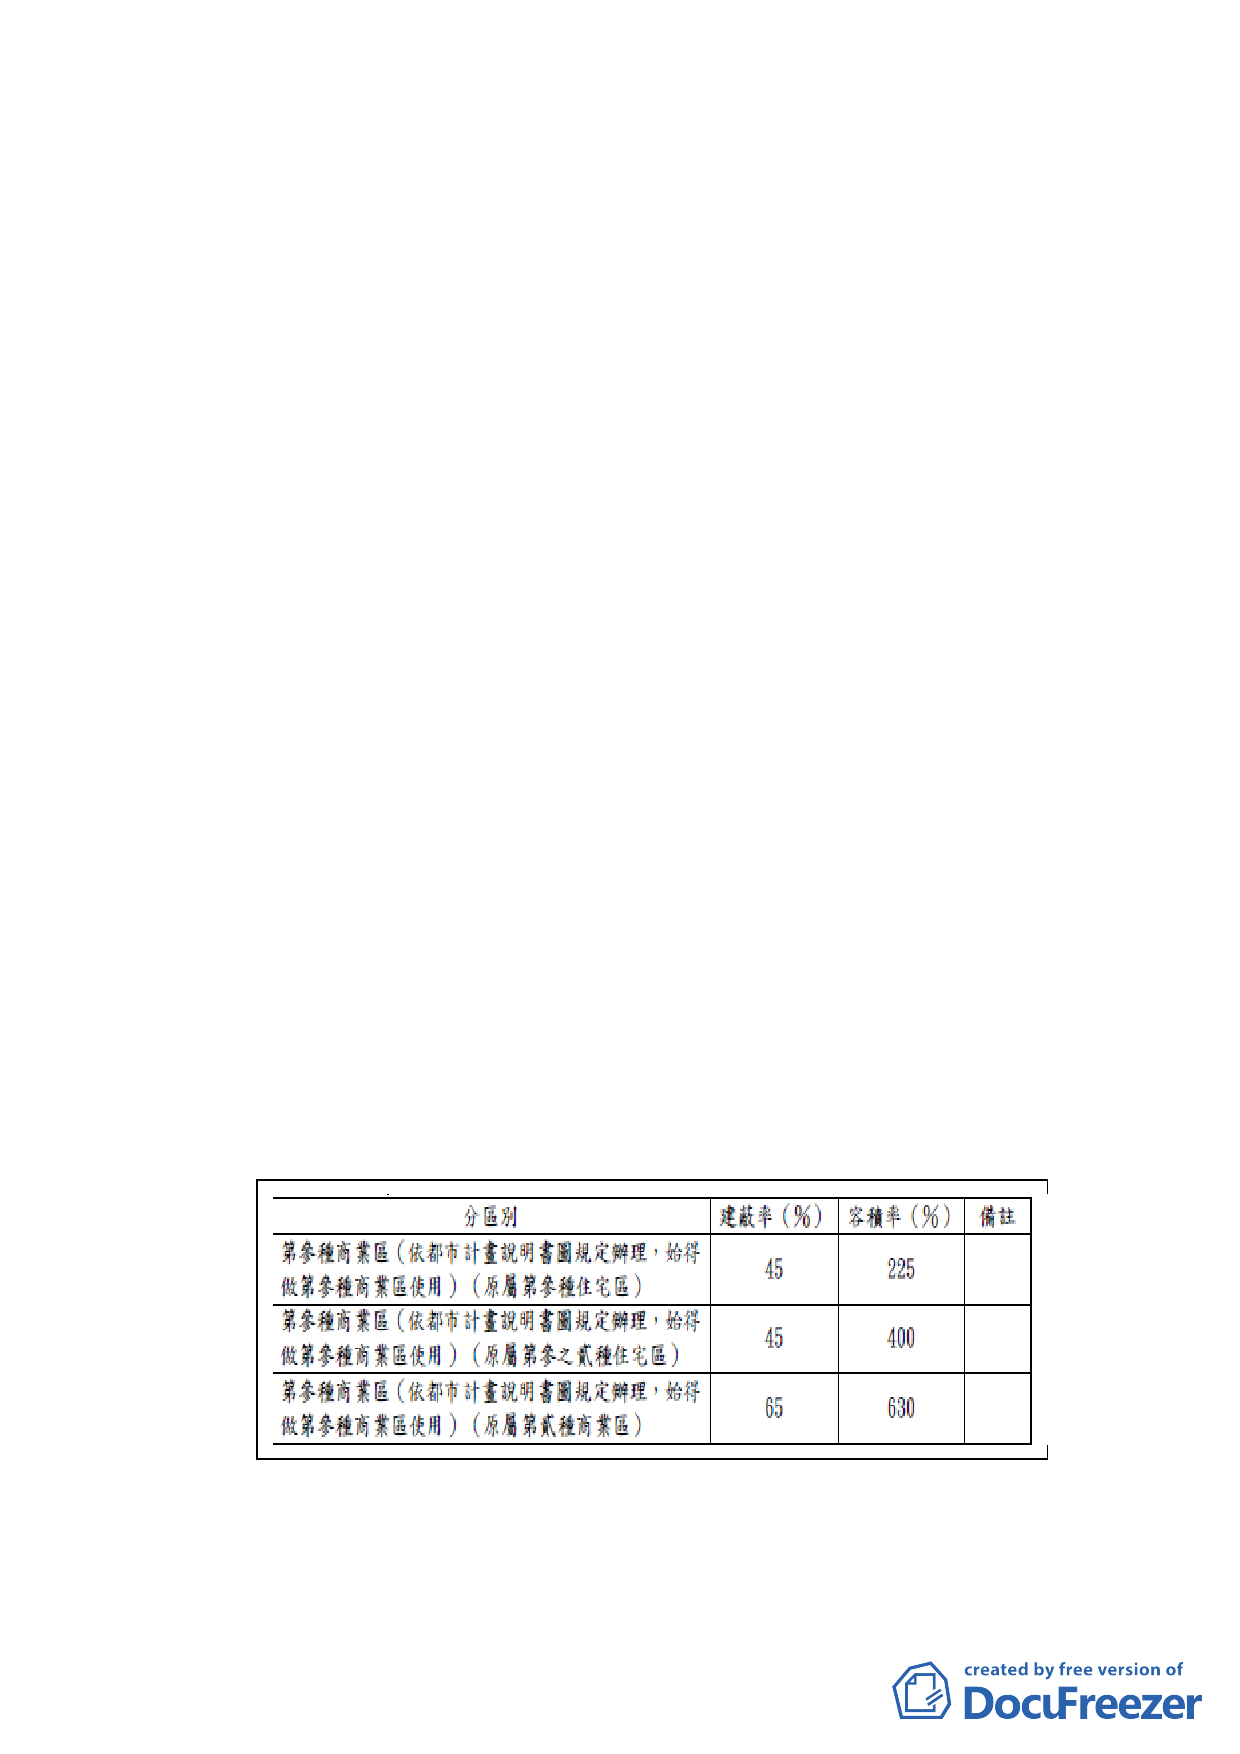 分區別 建蔽率（％） 容積率（％） 備註
第參種商業區（依都市計畫說明書圖規定辦理，始得
做第參種商業區使用）（原屬第參種住宅區） 45 225
第參種商業區（依都市計畫說明書圖規定辦理，始得
做第參種商業區使用）（原屬第參之貳種住宅區） 45 400
第參種商業區（依都市計畫說明書圖規定辦理，始得
做第參種商業區使用）（原屬第貳種商業區） 65 630
created by free version of
DocuFreezer